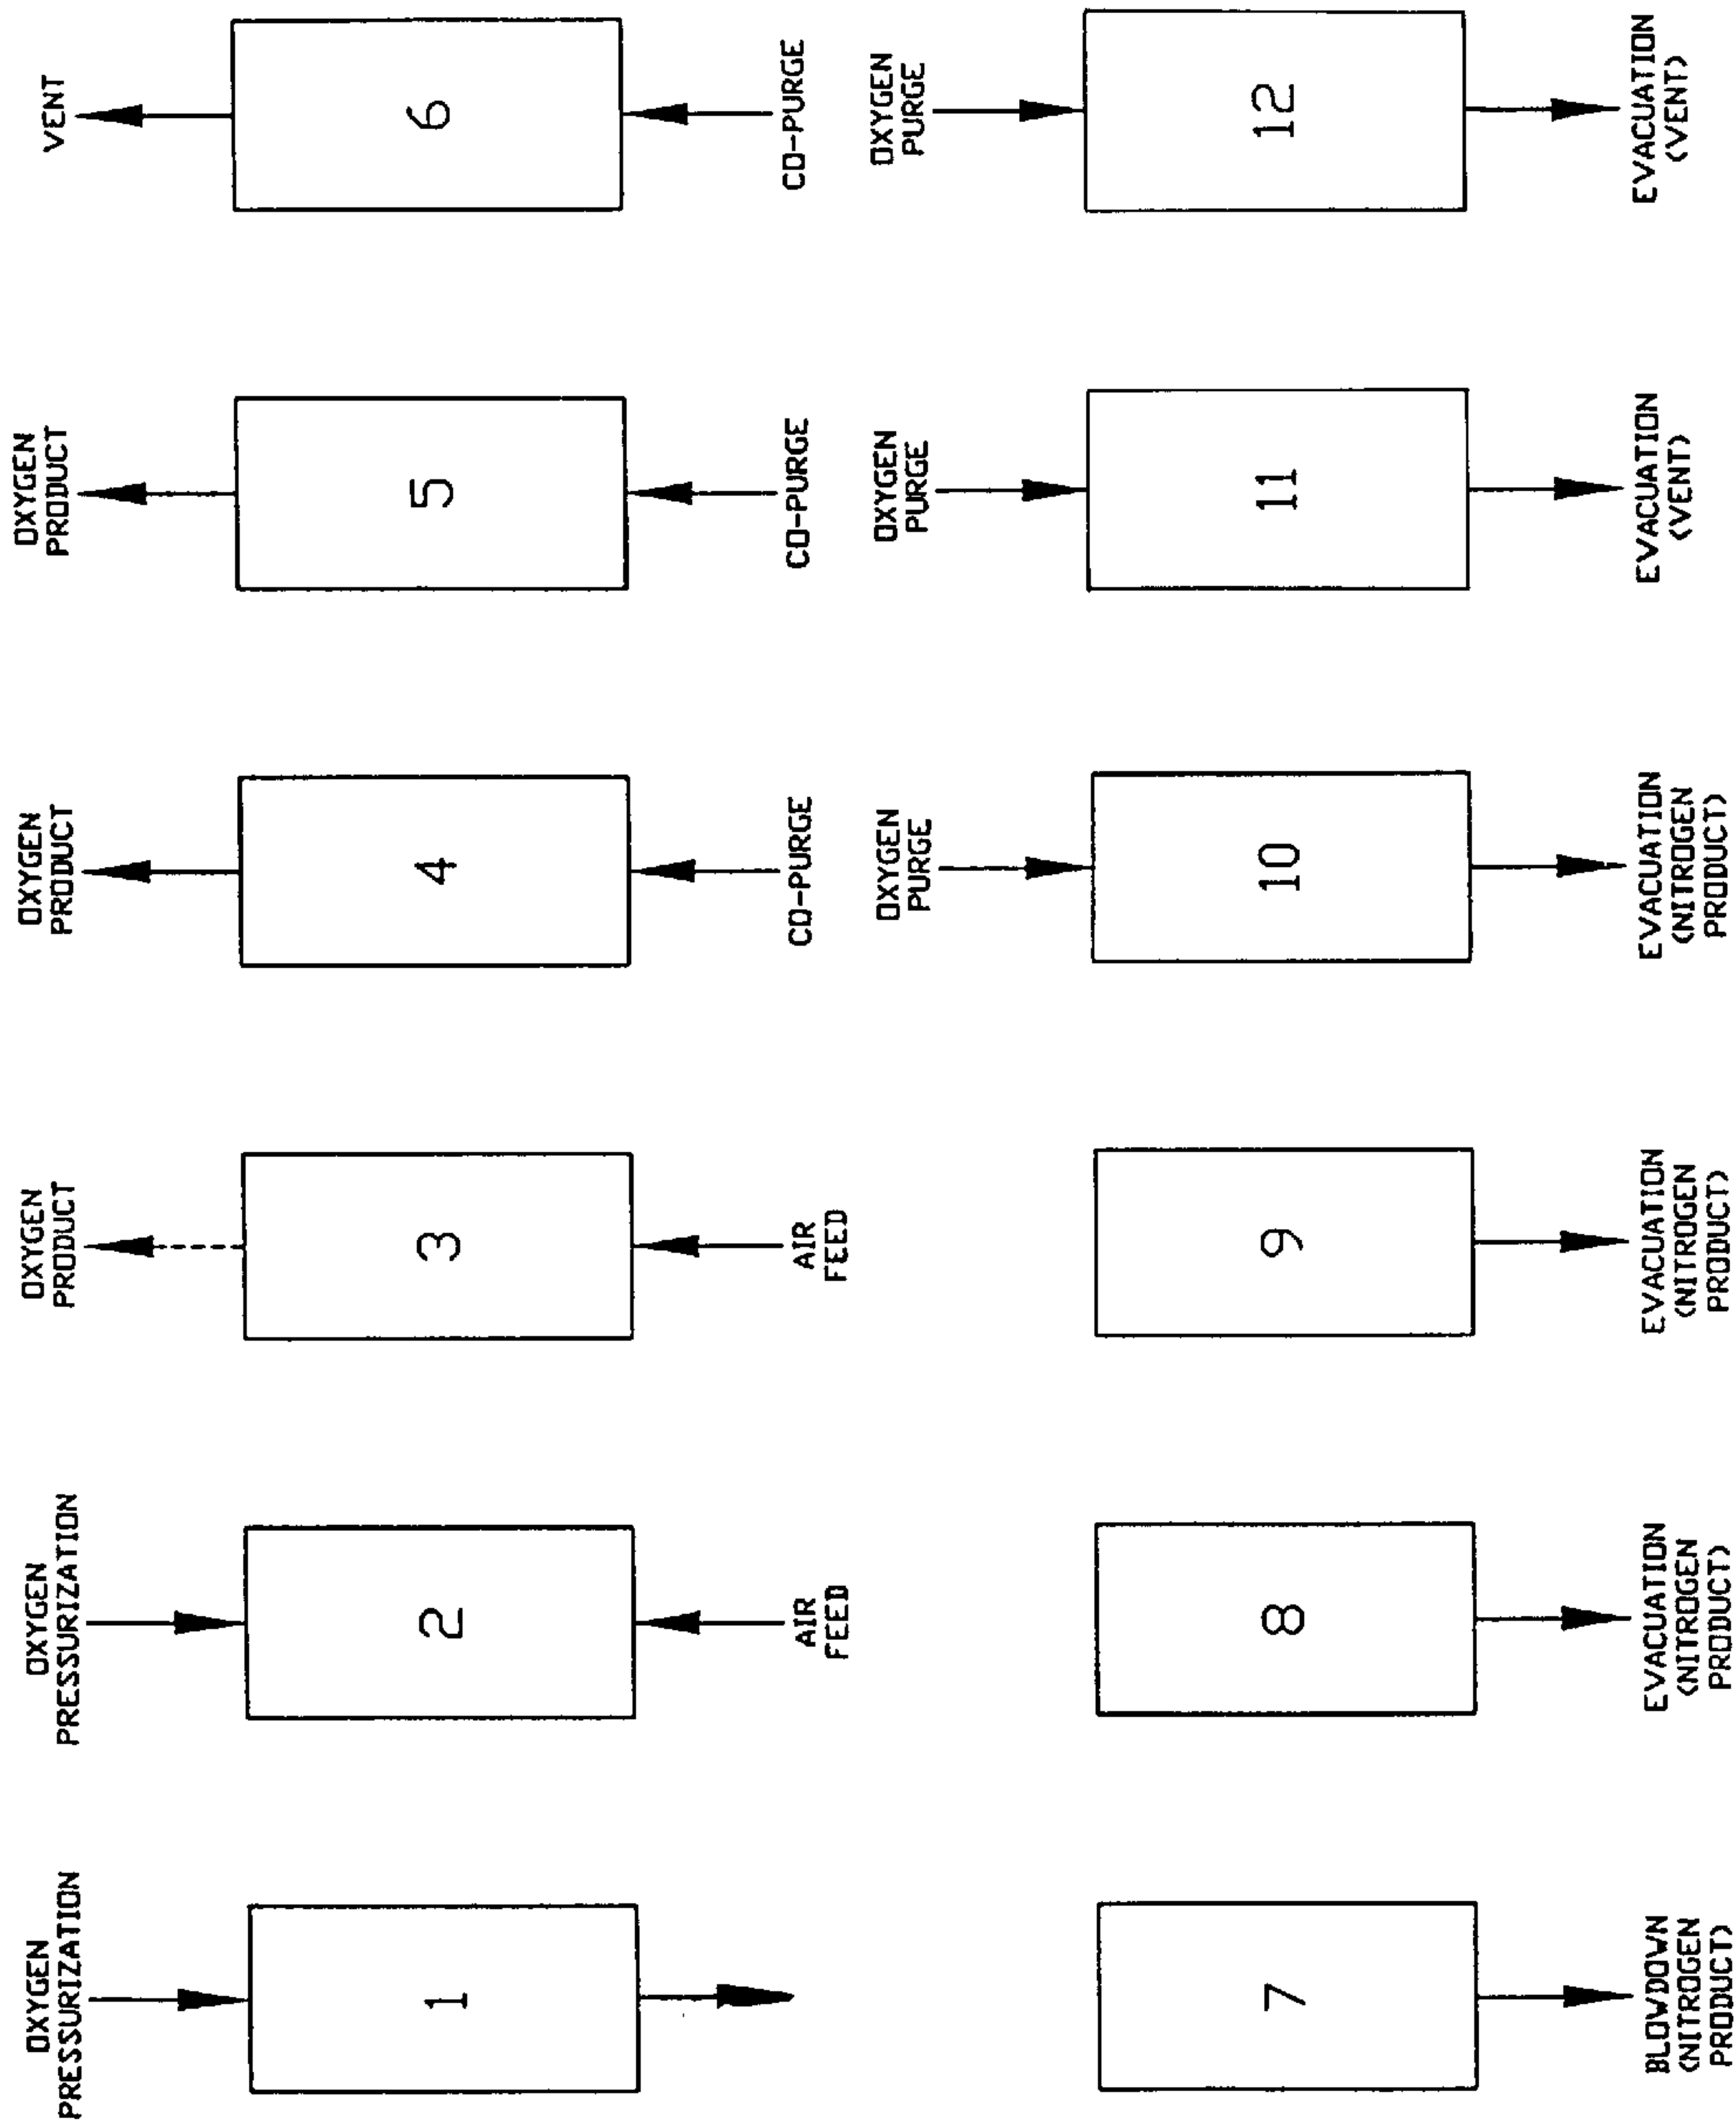 OXYGEN
PRESSURIZATION
OXYGEN
PRESSURIZATION
OXYGEN
PRODUCT
OXYGEN
PRODUCT
OXYGEN
PRODUCT
VENT
1
2
3
4
5
6
AIR
FEED
AIR
FEED
CO-PURGE
CO-PURGE
CO-PURGE
OXYGEN
PURGE
OXYGEN
PURGE
OXYGEN
PURGE
7
8
9
10
11
12
BLOWDOWN
(NITROGEN
PRODUCT)
EVACUATION
(NITROGEN
PRODUCT)
EVACUATION
(NITROGEN
PRODUCT)
EVACUATION
(NITROGEN
PRODUCT)
EVACUATION
(VENT)
EVACUATION
(VENT)